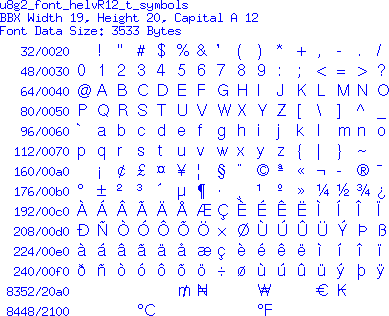 u8g2_font_helvR12_t_symbols
BBX Width 19, Height 20, Capital A 12
Font Data Size: 3533 Bytes
32/0020 ! " # $ % & ' ( ) * + , - . /
48/0030 0 1 2 3 4 5 6 7 8 9 : ; < = > ?
64/0040 @ A B C D E F G H I J K L M N O
80/0050 P Q R S T U V W X Y Z [ \ ] ^ _
96/0060 ` a b c d e f g h i j k l m n o
112/0070 p q r s t u v w x y z { | } ~
160/00a0 ¡ ¢ £ ¤ ¥ ¦ § ¨ © ª « ¬ - ® ¯
176/00b0 ° ± ² ³ ´ µ ¶ · ¸ ¹ º » ¼ ½ ¾ ¿
192/00c0 À Á Â Ã Ä Å Æ Ç È É Ê Ë Ì Í Î Ï
208/00d0 Ð Ñ Ò Ó Ô Õ Ö × Ø Ù Ú Û Ü Ý Þ ß
224/00e0 à á â ã ä å æ ç è é ê ë ì í î ï
240/00f0 ð ñ ò ó ô õ ö ÷ ø ù ú û ü ý þ ÿ
8352/20a0 ₥ ₦ ₩ € ₭
8448/2100 ℃ ℉